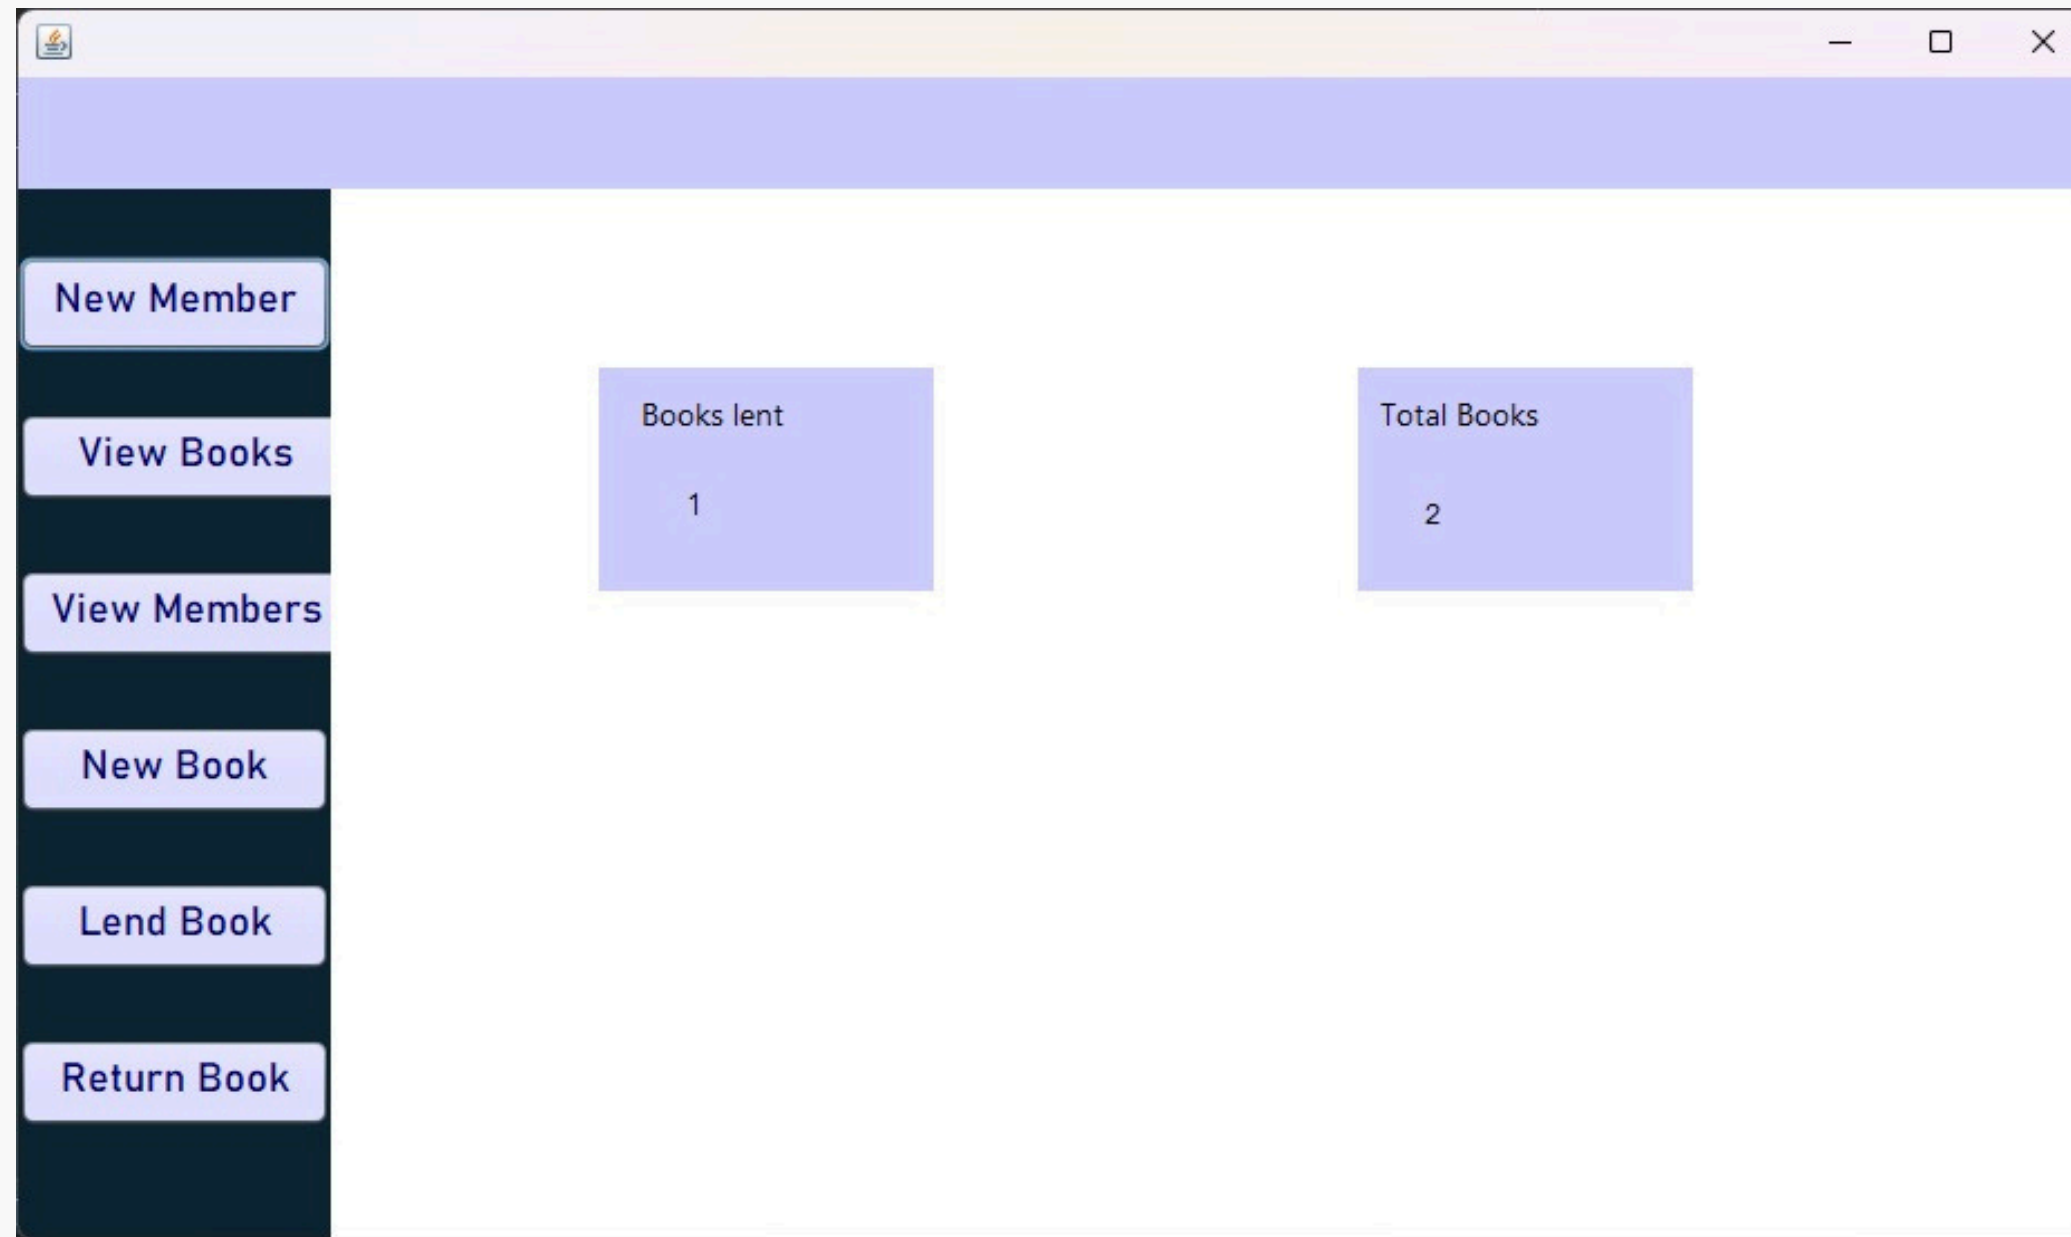 New Member
View Books
View Members
New Book
Lend Book
Return Book
Books lent
1
Total Books
2